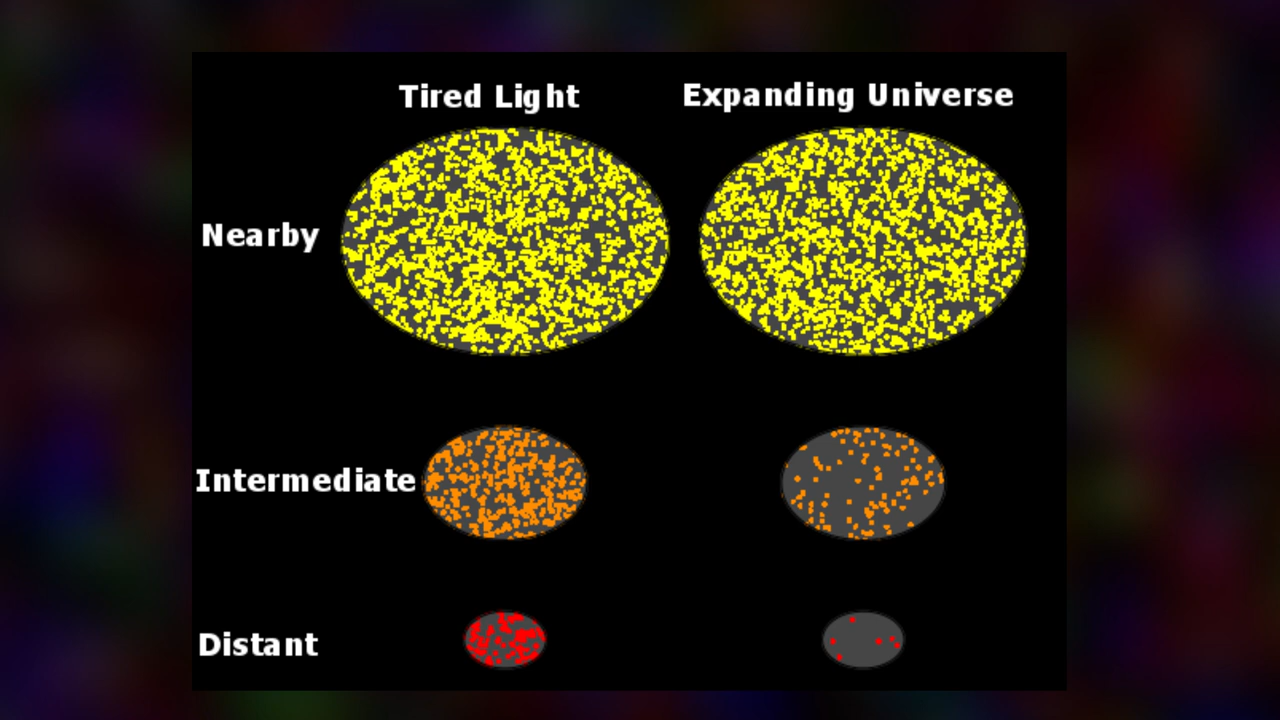 Tired Light
Expanding Universe
Nearby
Intermediate
Distant